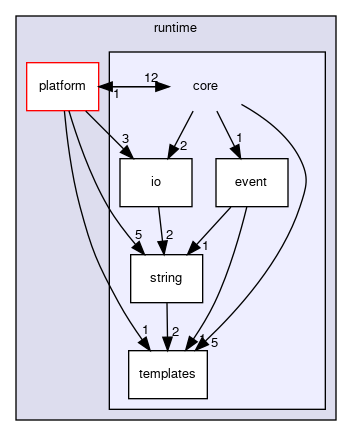 runtime
platform
12
core
1
3
2
1
io
event
5
2
1
string
1
2
1
5
templates